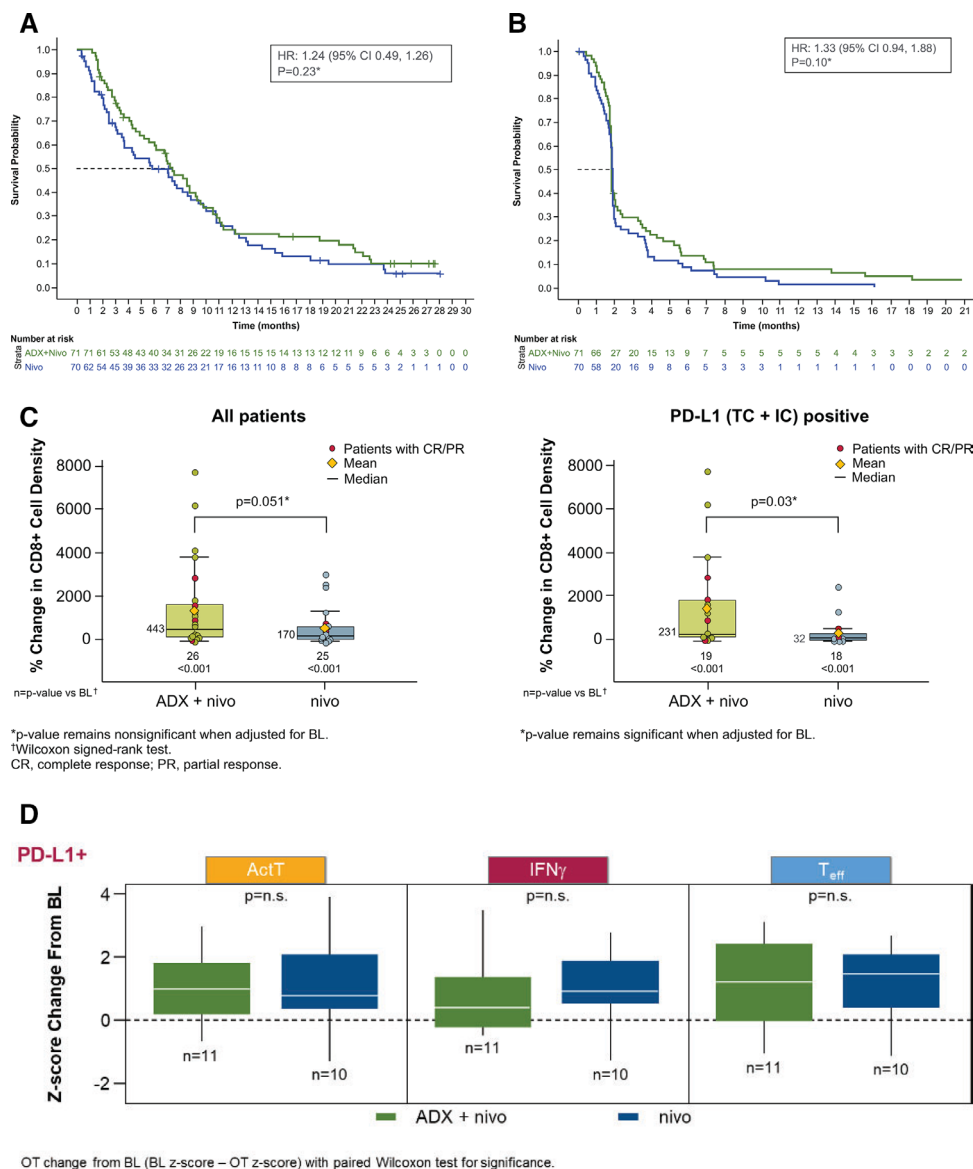 A
HR: 1.24 (95% CI 0.49, 1.26)
P=0.23*
Survival Probability
1.0
0.9
0.8
0.7
0.6
0.5
0.4
0.3
0.2
0.1
0.0
0 1 2 3 4 5 6 7 8 9 10 11 12 13 14 15 16 17 18 19 20 21 22 23 24 25 26 27 28 29 30
Time (months)
Number at risk
Strata
ADX+Nivo 71 71 61 53 48 43 40 34 31 26 22 19 16 15 15 15 14 13 13 12 12 11 9 6 6 4 3 3 0 0 0
Nivo 70 62 54 45 39 36 33 32 26 23 21 17 16 13 11 10 8 8 8 6 5 5 5 5 3 2 1 1 1 0 0
B
HR: 1.33 (95% CI 0.94, 1.88)
P=0.10*
Survival Probability
1.0
0.9
0.8
0.7
0.6
0.5
0.4
0.3
0.2
0.1
0.0
0 1 2 3 4 5 6 7 8 9 10 11 12 13 14 15 16 17 18 19 20 21
Time (months)
Number at risk
Strata
ADX+Nivo 71 66 27 20 15 13 9 7 5 5 5 5 5 5 4 4 3 3 3 2 2 2
Nivo 70 58 20 16 9 8 6 5 3 3 3 1 1 1 1 1 1 0 0 0 0 0
C
All patients
% Change in CD8+ Cell Density
8000
6000
4000
2000
0
Patients with CR/PR
Mean
Median
p=0.051*
443
170
26
<0.001
25
<0.001
n=p-value vs BL†
ADX + nivo
nivo
*p-value remains nonsignificant when adjusted for BL.
†Wilcoxon signed-rank test.
CR, complete response; PR, partial response.
PD-L1 (TC + IC) positive
% Change in CD8+ Cell Density
8000
6000
4000
2000
0
Patients with CR/PR
Mean
Median
p=0.03*
231
32
19
<0.001
18
<0.001
n=p-value vs BL†
ADX + nivo
nivo
*p-value remains significant when adjusted for BL.
D
PD-L1+
ActT
IFNγ
Teff
p=n.s.
p=n.s.
p=n.s.
Z-score Change From BL
4
2
0
-2
n=11
n=10
n=11
n=10
n=11
n=10
ADX + nivo
nivo
OT change from BL (BL z-score – OT z-score) with paired Wilcoxon test for significance.